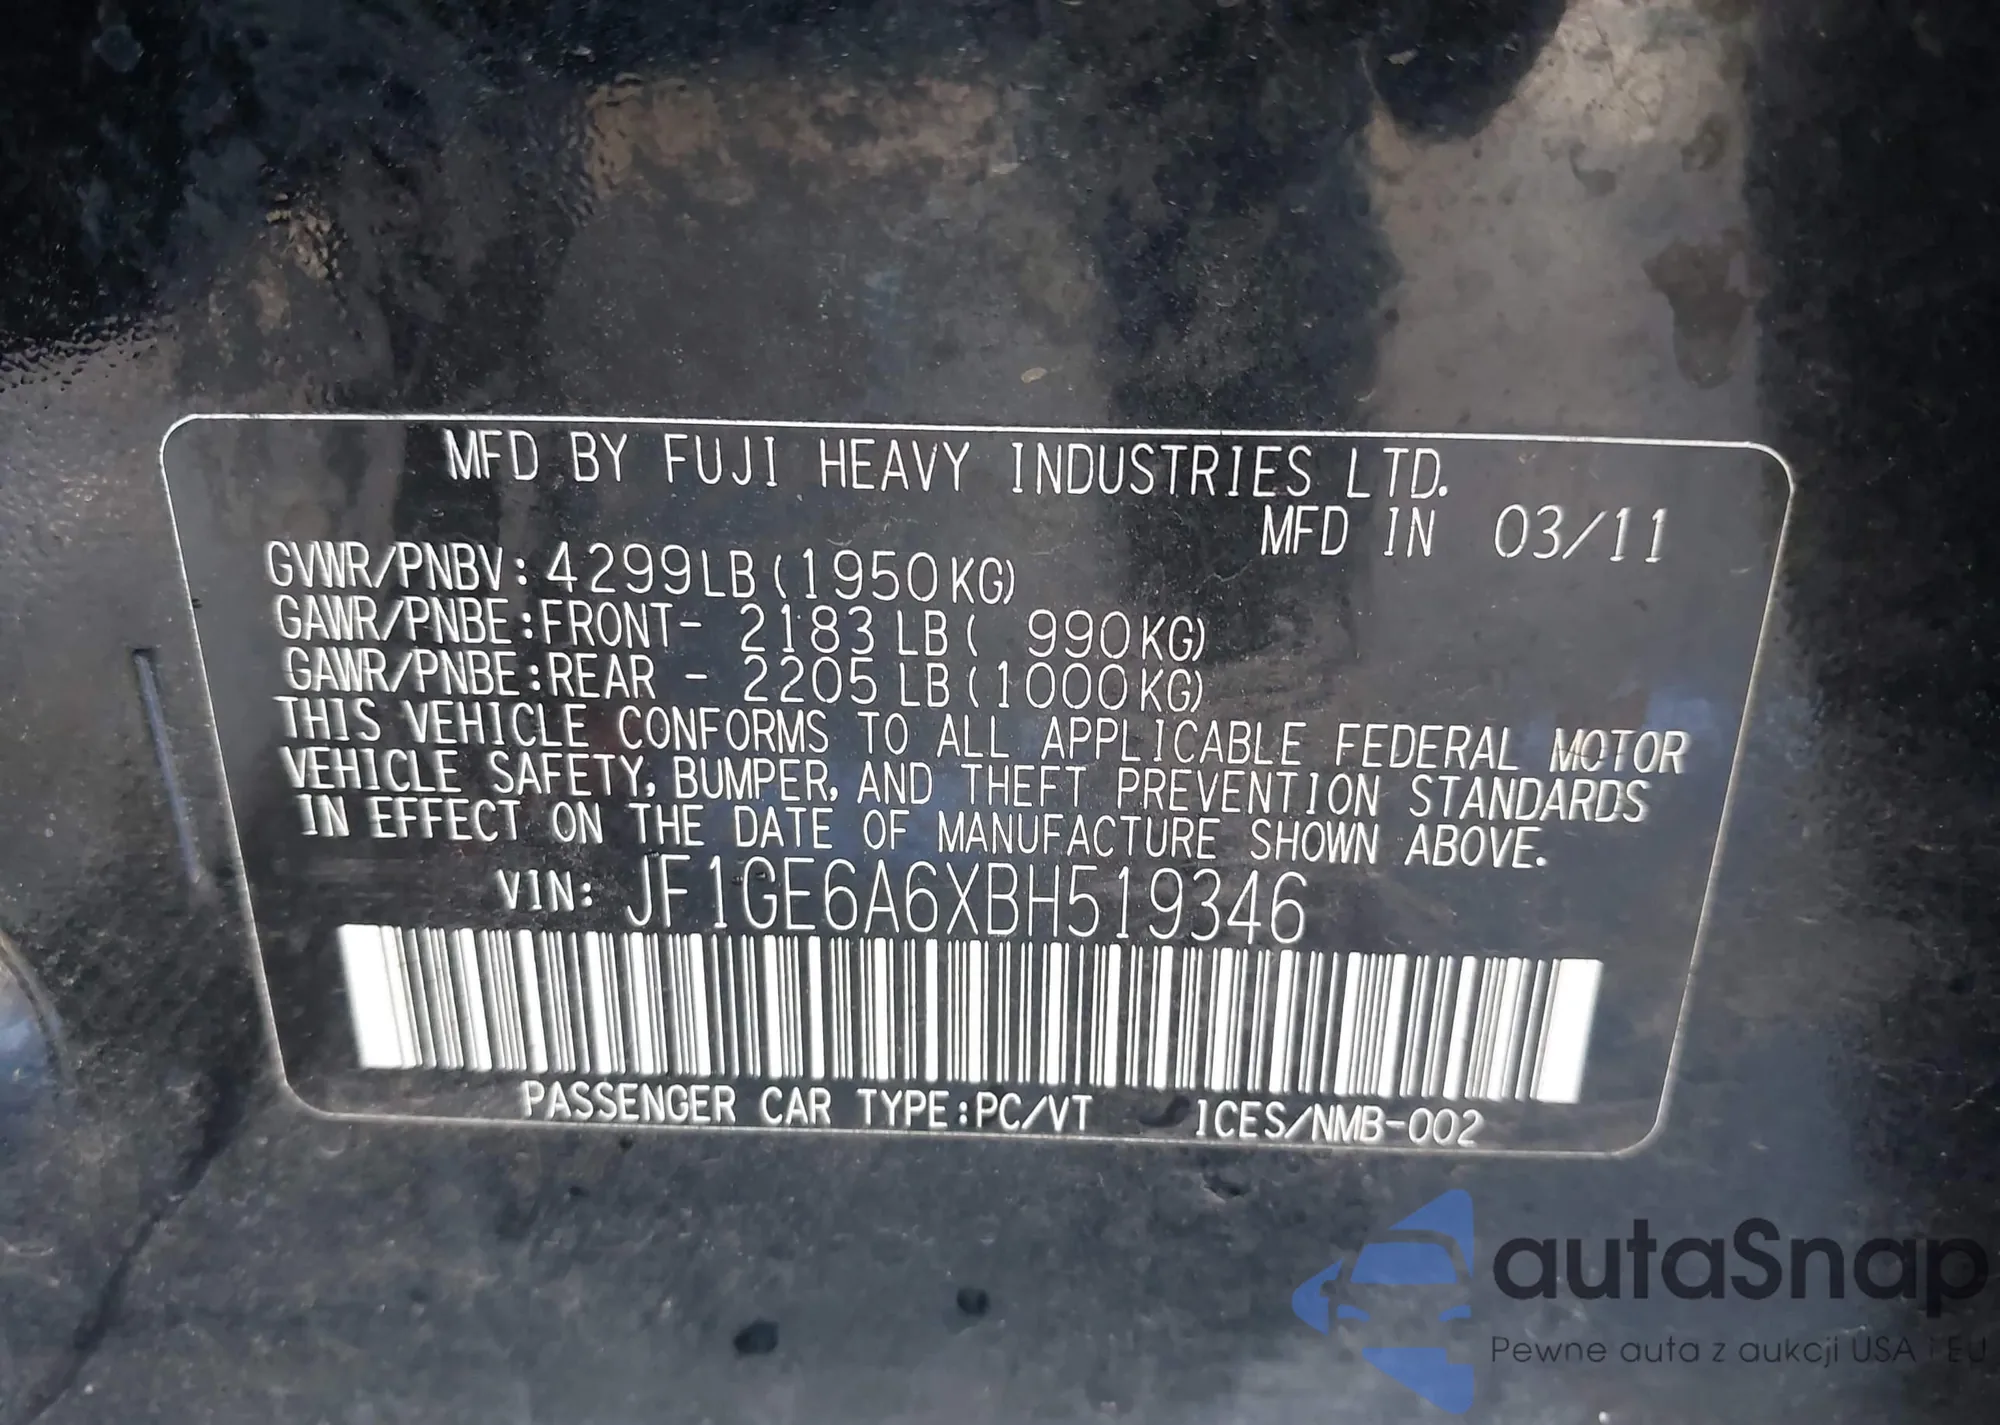 MFD BY FUJI HEAVY INDUSTRIES LTD.
MFD IN 03/11
GVWR/PNBV: 4299LB(1950KG)
GAWR/PNBE:FRONT- 2183 LB( 990KG)
GAWR/PNBE:REAR - 2205 LB(1000KG)
THIS VEHICLE CONFORMS TO ALL APPLICABLE FEDERAL MOTOR
VEHICLE SAFETY, BUMPER, AND THEFT PREVENTION STANDARDS
IN EFFECT ON THE DATE OF MANUFACTURE SHOWN ABOVE.
VIN: JF1GE6A6XBH519346
PASSENGER CAR TYPE:PC/VT ICES/NMB-002
autaSnap
Pewne auta z aukcji USA i EU